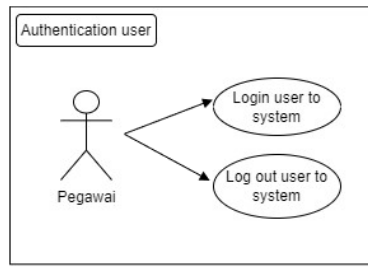 Authentication user
Login user to
system
Log out user to
system
Pegawai